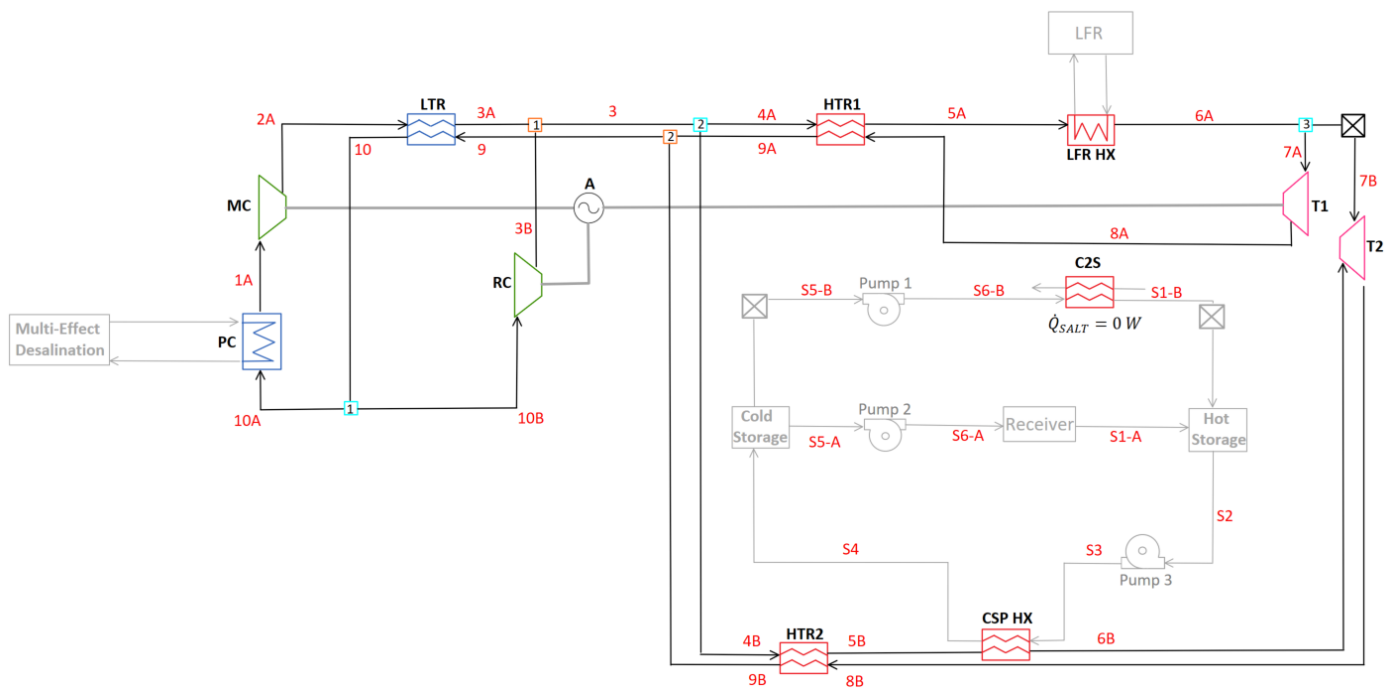 LFR
LTR
HTR1
2A
3A
3
4A
5A
6A
1
2
3
10
9
2
9A
LFR HX
7A
7B
A
MC
T1
3B
8A
T2
C2S
RC
1A
S5-B
Pump 1
S6-B
S1-B
Q̇SALT = 0 W
Multi-Effect
Desalination
PC
1
10A
10B
Cold
Storage
Pump 2
Receiver
Hot
Storage
S5-A
S6-A
S1-A
S2
S4
S3
Pump 3
CSP HX
HTR2
4B
5B
6B
9B
8B